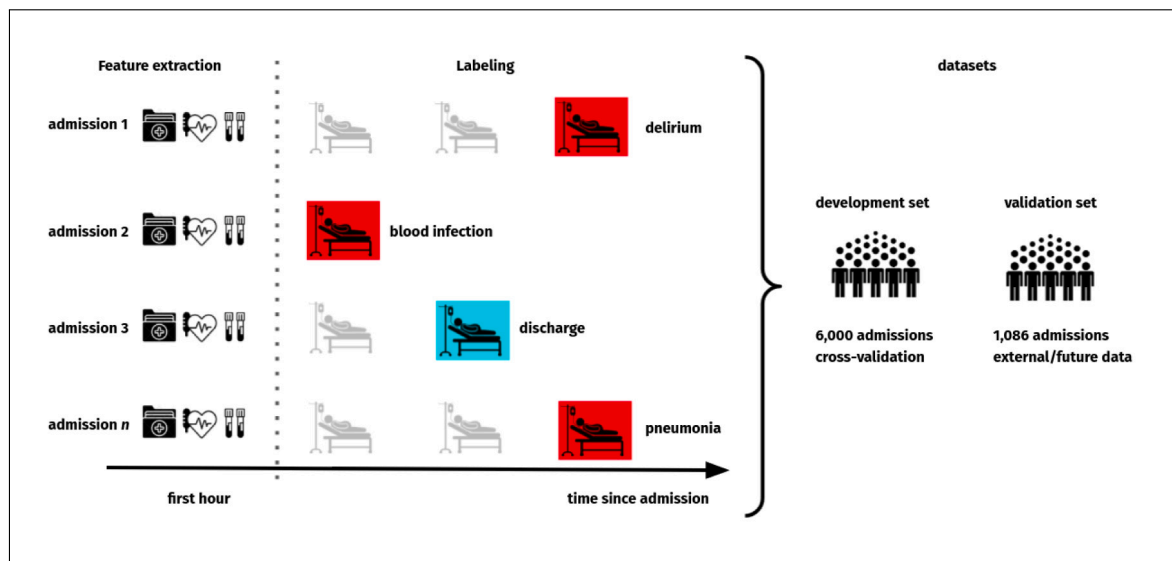 Feature extraction
Labeling
datasets
admission 1
delirium
admission 2
blood infection
admission 3
discharge
admission n
pneumonia
first hour
time since admission
development set
validation set
6,000 admissions
cross-validation
1,086 admissions
external/future data